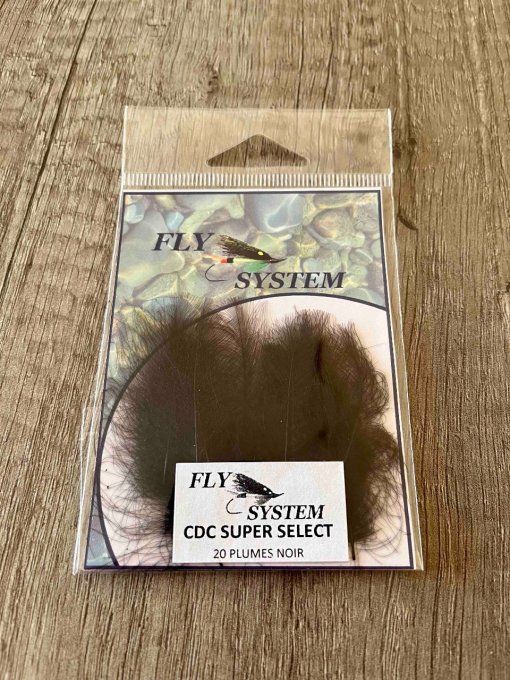 FLY
SYSTEM
FLY
SYSTEM
CDC SUPER SELECT
20 PLUMES NOIR